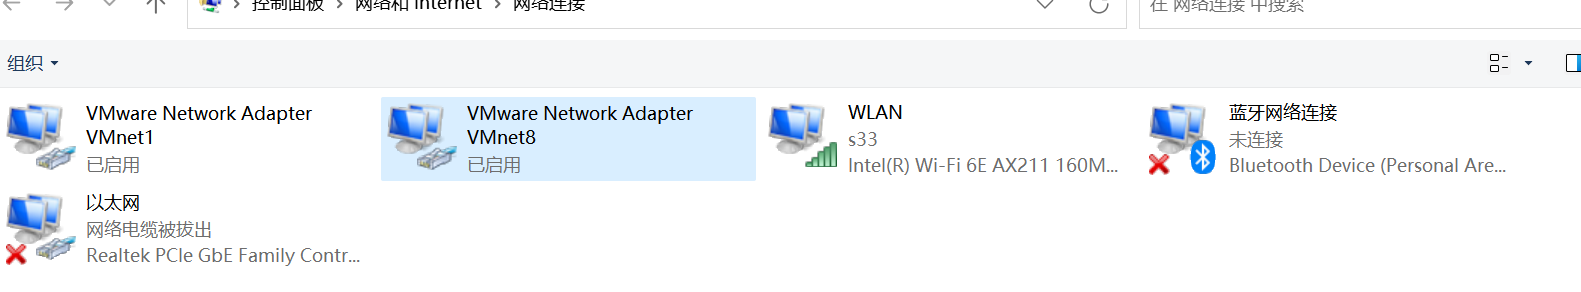 控制面板 > 网络和 Internet > 网络连接
在 网络连接 中搜索
组织
VMware Network Adapter
VMnet1
已启用
VMware Network Adapter
VMnet8
已启用
WLAN
s33
Intel(R) Wi-Fi 6E AX211 160M...
蓝牙网络连接
未连接
Bluetooth Device (Personal Are...
以太网
网络电缆被拔出
Realtek PCIe GbE Family Contr...